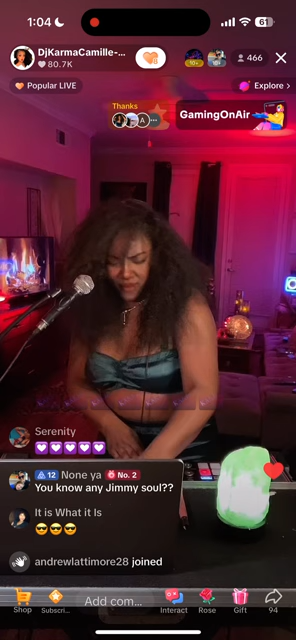 1:04
61
DjKarmaCamille-...
80.7K
10+
466
Popular LIVE
Explore >
Thanks
A
GamingOnAir
Serenity
12 None ya No. 2
You know any Jimmy soul??
It is What it Is
andrewlattimore28 joined
Add com...
Shop
Subscri...
Interact
Rose
Gift
94